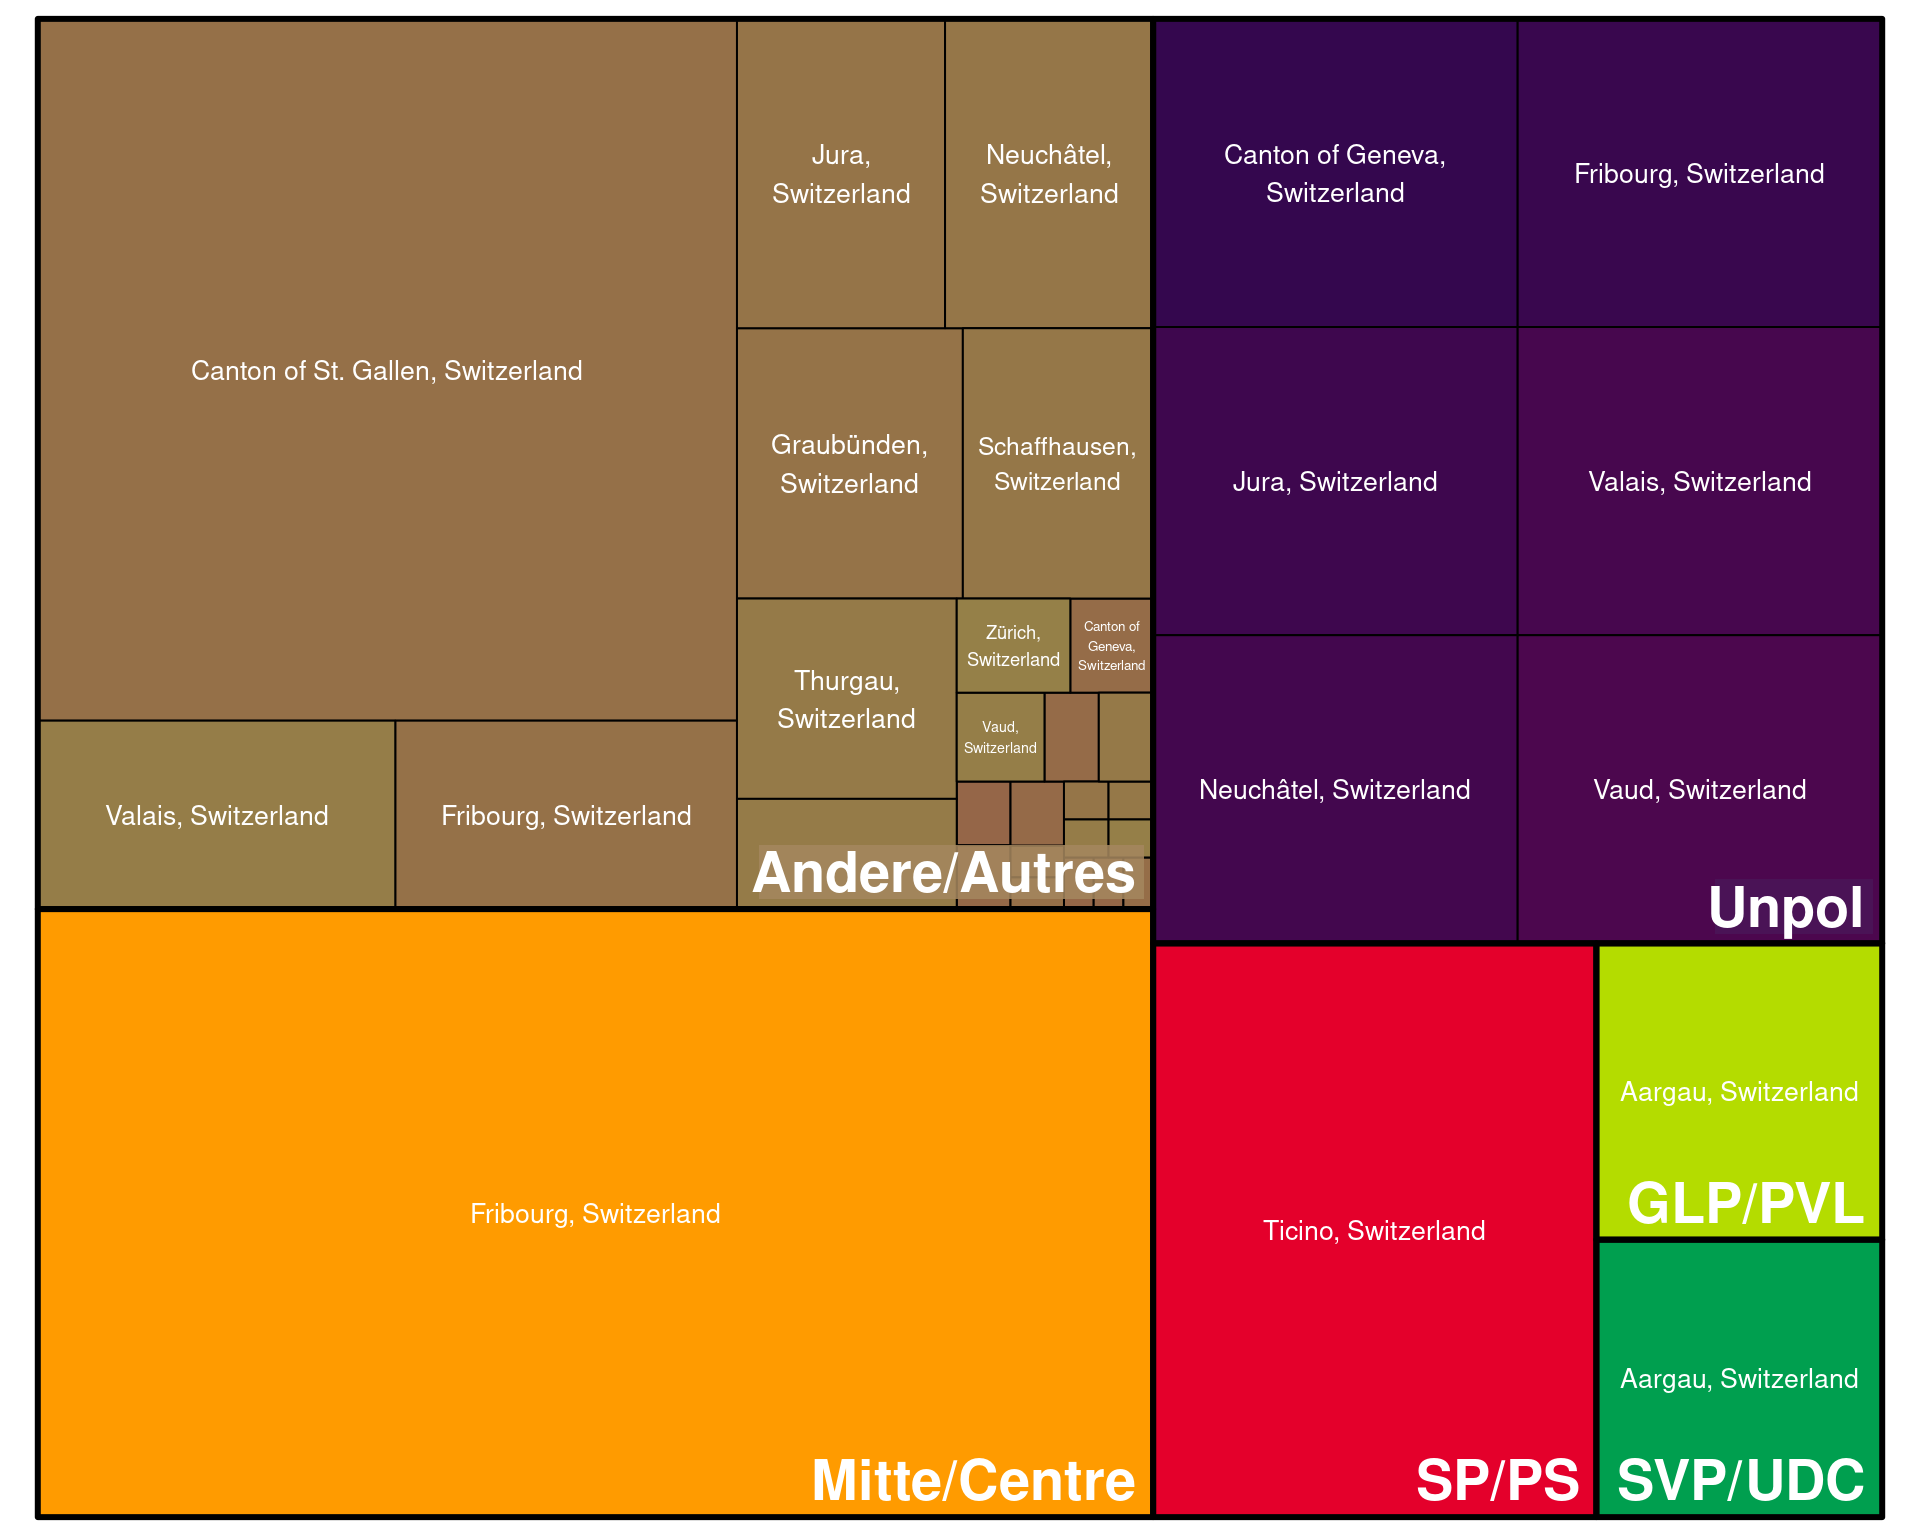 Canton of St. Gallen, Switzerland
Valais, Switzerland
Fribourg, Switzerland
Jura,
Switzerland
Neuchâtel,
Switzerland
Graubünden,
Switzerland
Schaffhausen,
Switzerland
Thurgau,
Switzerland
Zürich,
Switzerland
Canton of
Geneva,
Switzerland
Vaud,
Switzerland
Andere/Autres
Canton of Geneva,
Switzerland
Fribourg, Switzerland
Jura, Switzerland
Valais, Switzerland
Neuchâtel, Switzerland
Vaud, Switzerland
Unpol
Fribourg, Switzerland
Mitte/Centre
Ticino, Switzerland
SP/PS
Aargau, Switzerland
GLP/PVL
Aargau, Switzerland
SVP/UDC